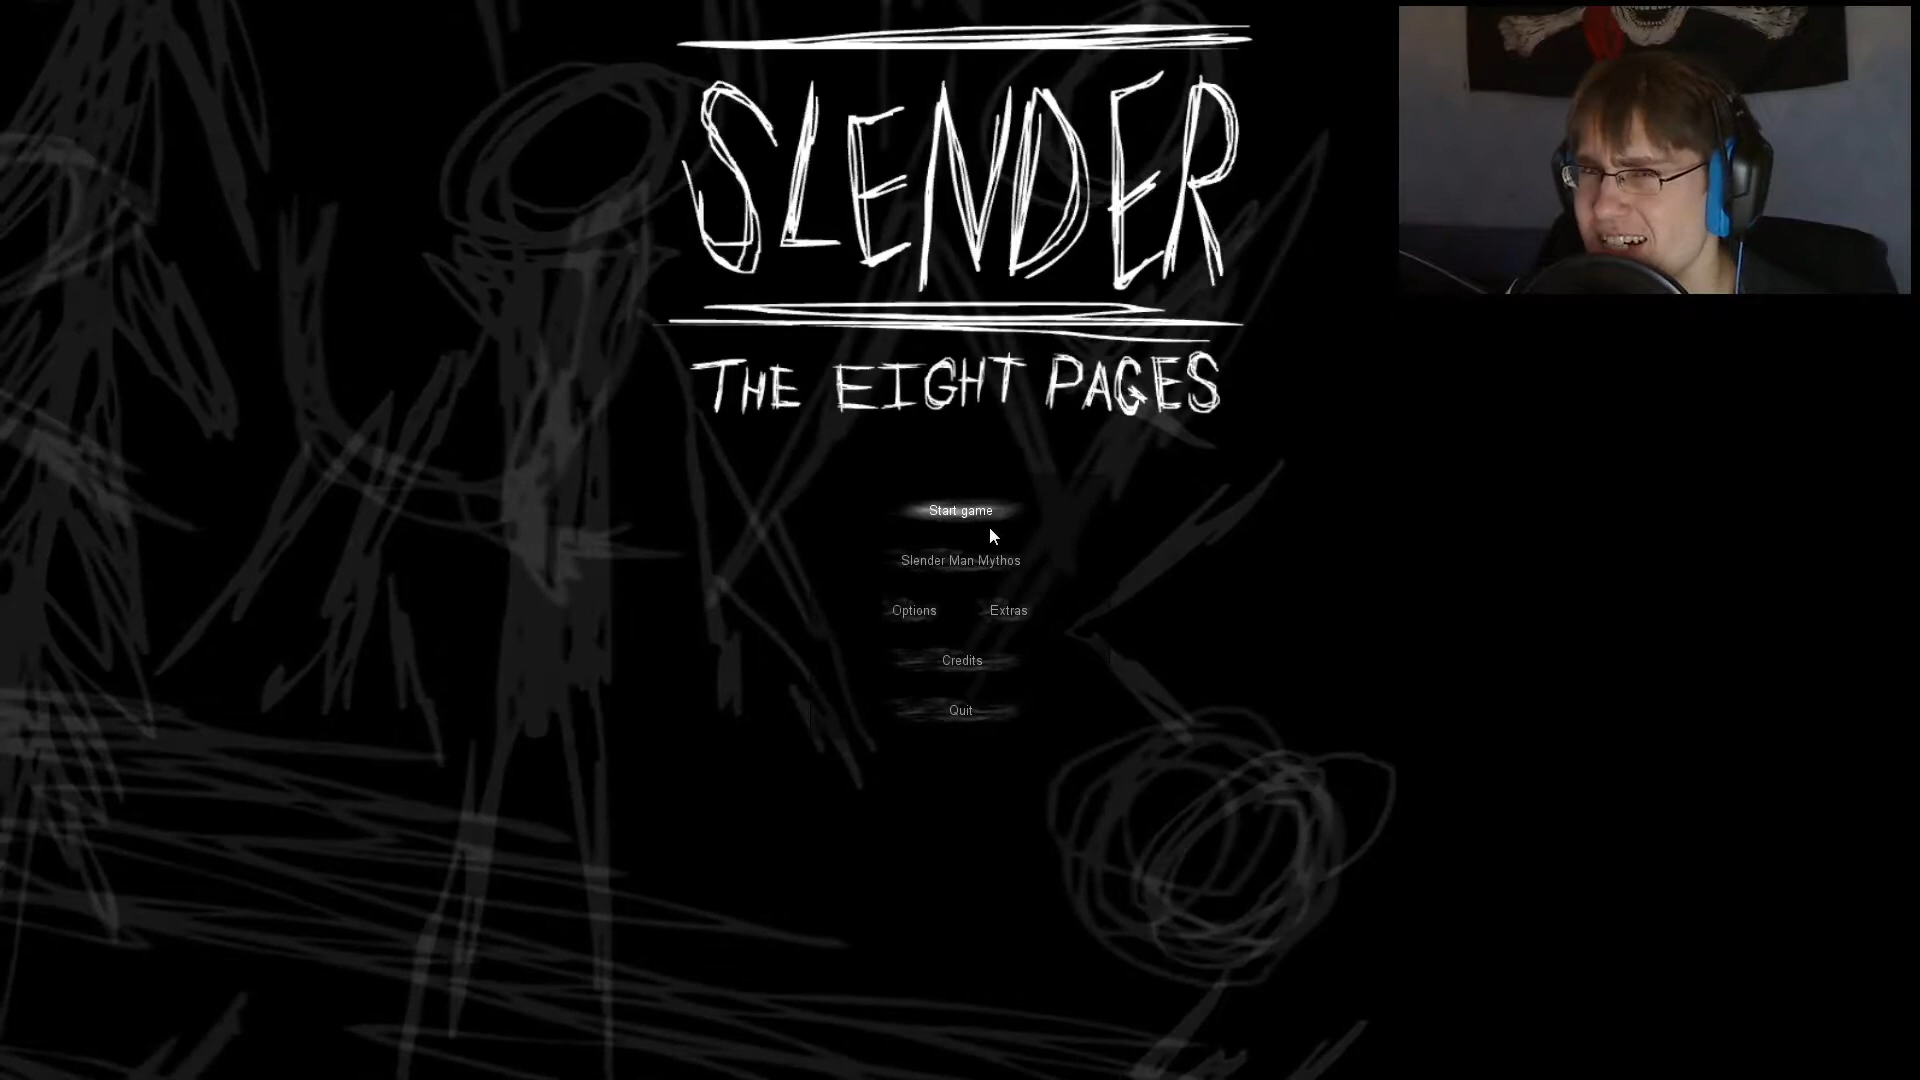 SLENDER
THE EIGHT PAGES
Start game
Slender Man Mythos
Options Extras
Credits
Quit